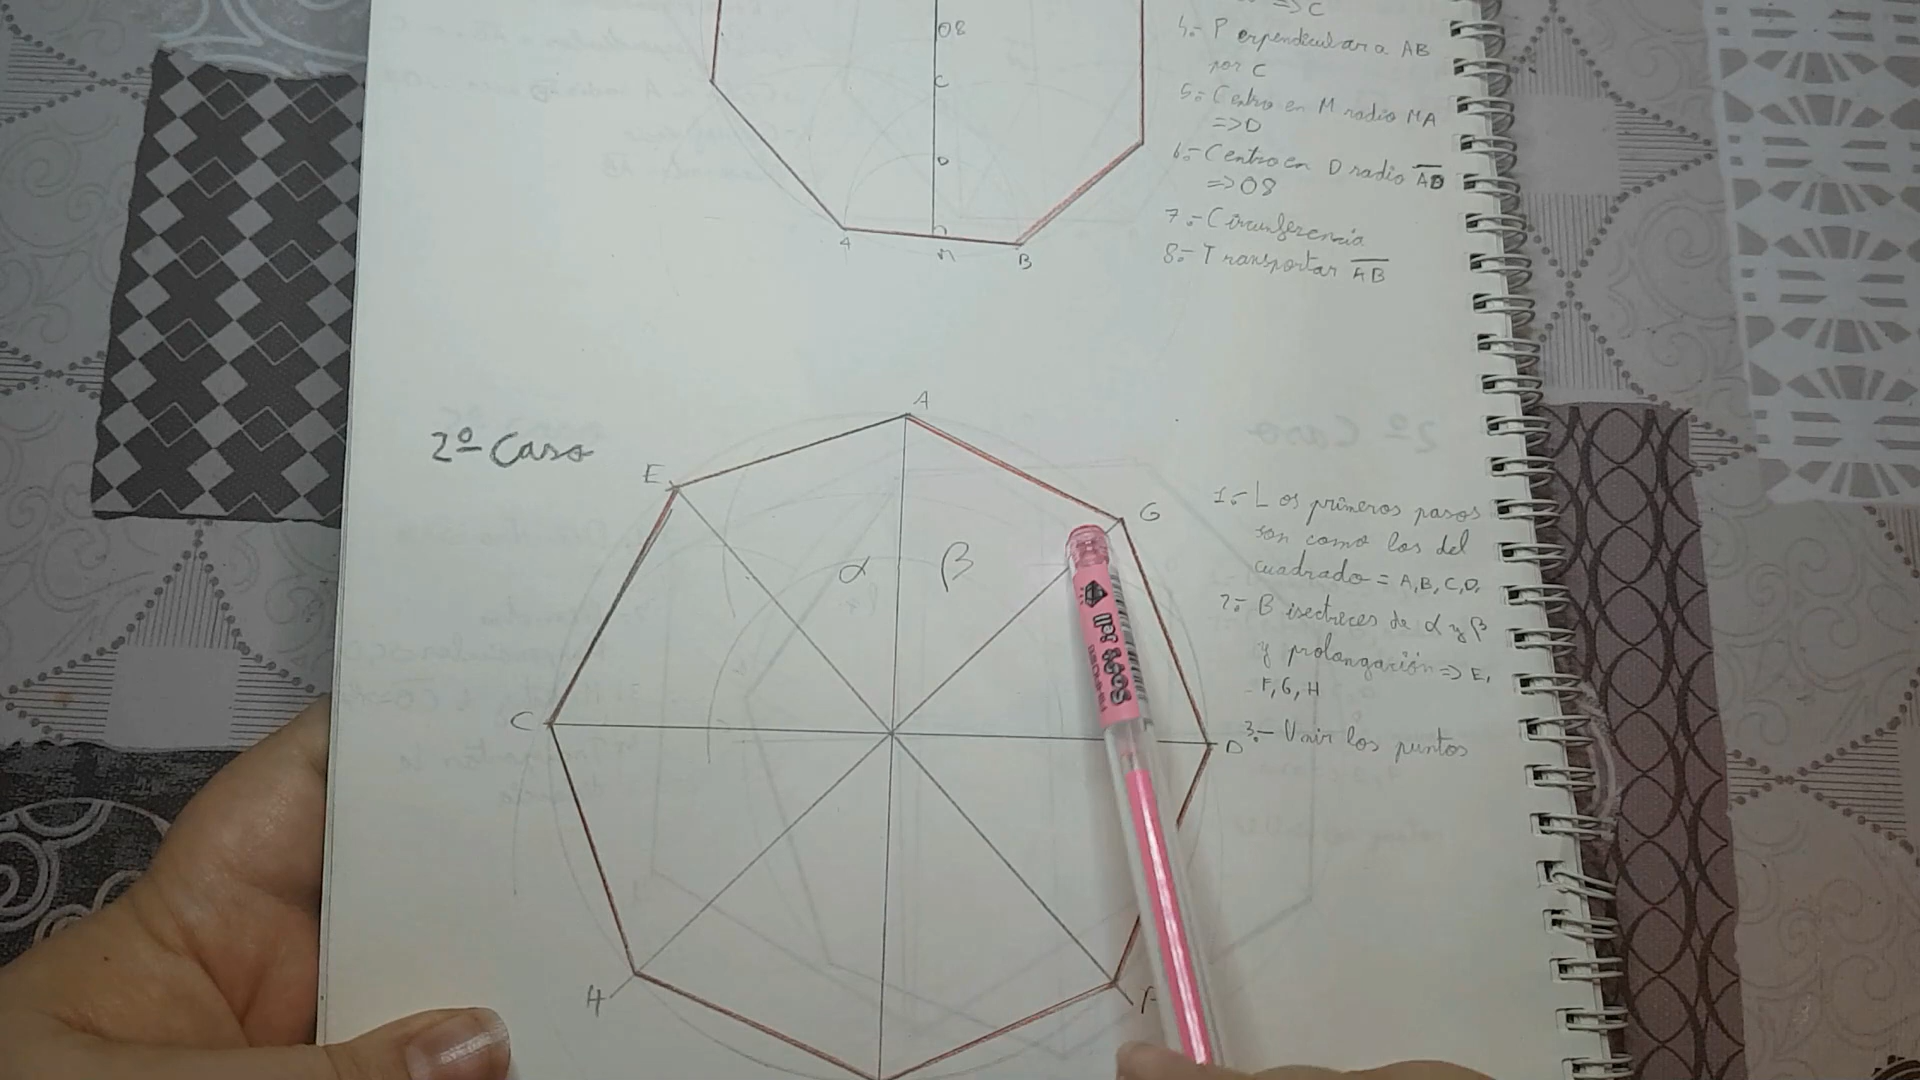 08
C
D
A
M
B
=>C
4.- Perpendicular a AB
por C
5.- Centro en M radio MA
=>D
6.- Centro en D radio AD
=>08
7.- Circunferencia
8.- Transportar AB
2º Caso
A
E
G
α
β
C
D
H
F
1.- Los primeros pasos
son como los del
cuadrado = A, B, C, D.
2.- Bisectrices de α y β
y prolongación => E,
F, G, H
3.- Unir los puntos